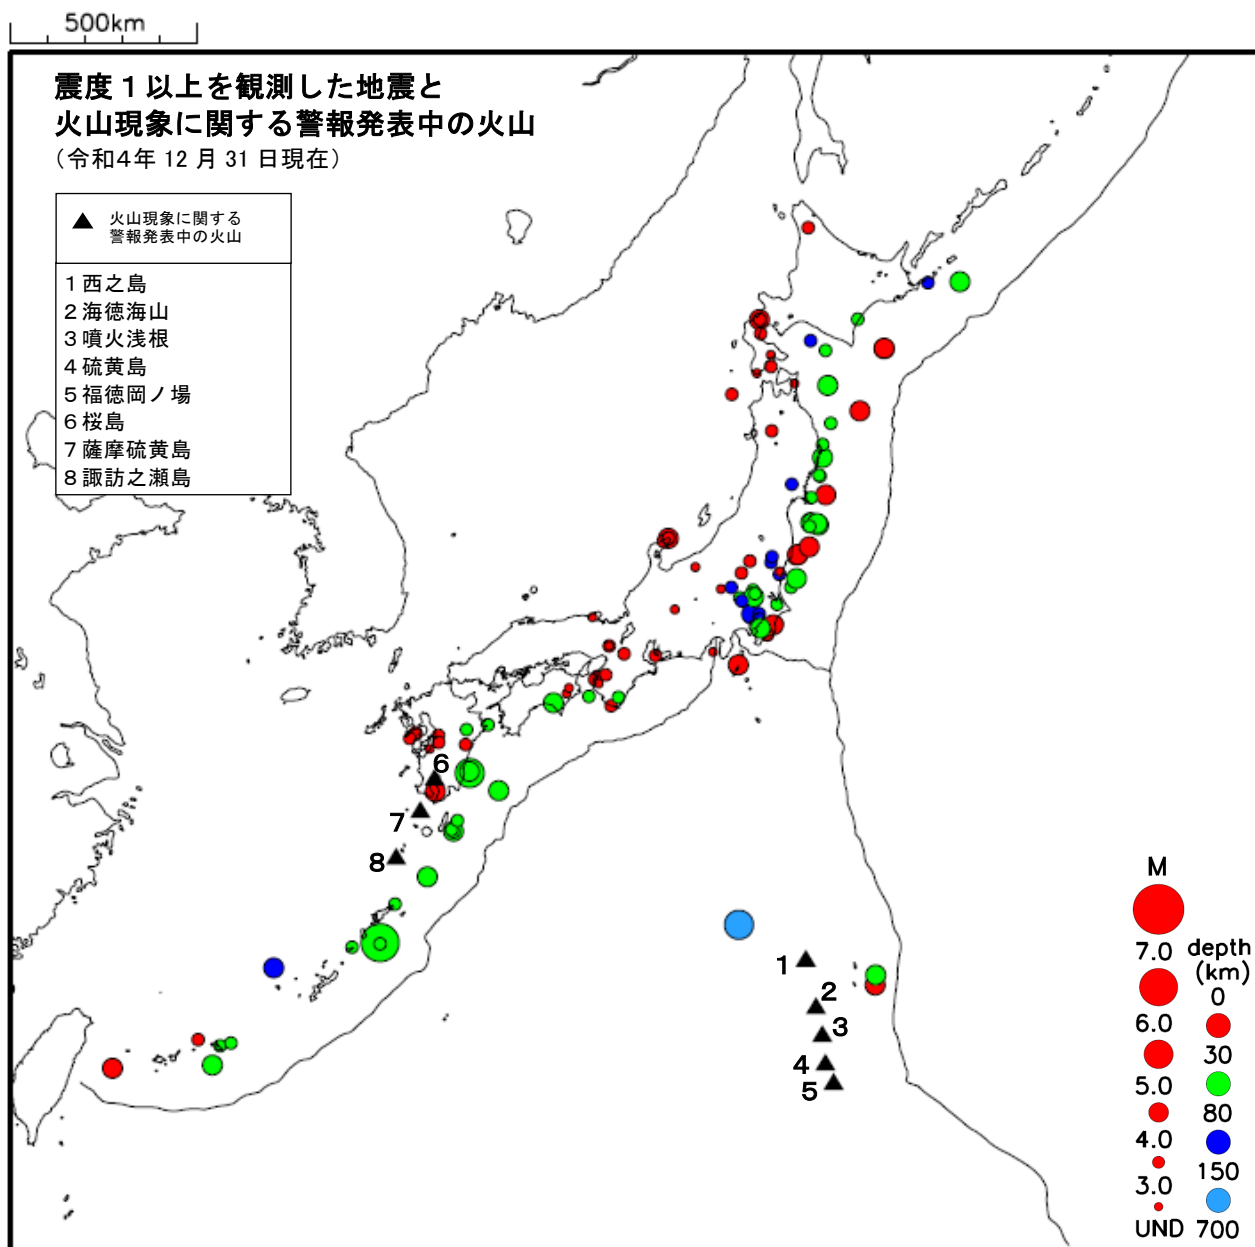 500km
震度１以上を観測した地震と
火山現象に関する警報発表中の火山
（令和4年 12 月 31 日現在）
▲ 火山現象に関する
警報発表中の火山
1 西之島
2 海徳海山
3 噴火浅根
4 硫黄島
5 福徳岡ノ場
6 桜島
7 薩摩硫黄島
8 諏訪之瀬島
6
7
8
1
2
3
4
5
M
7.0
6.0
5.0
4.0
3.0
UND
depth
(km)
0
30
80
150
700